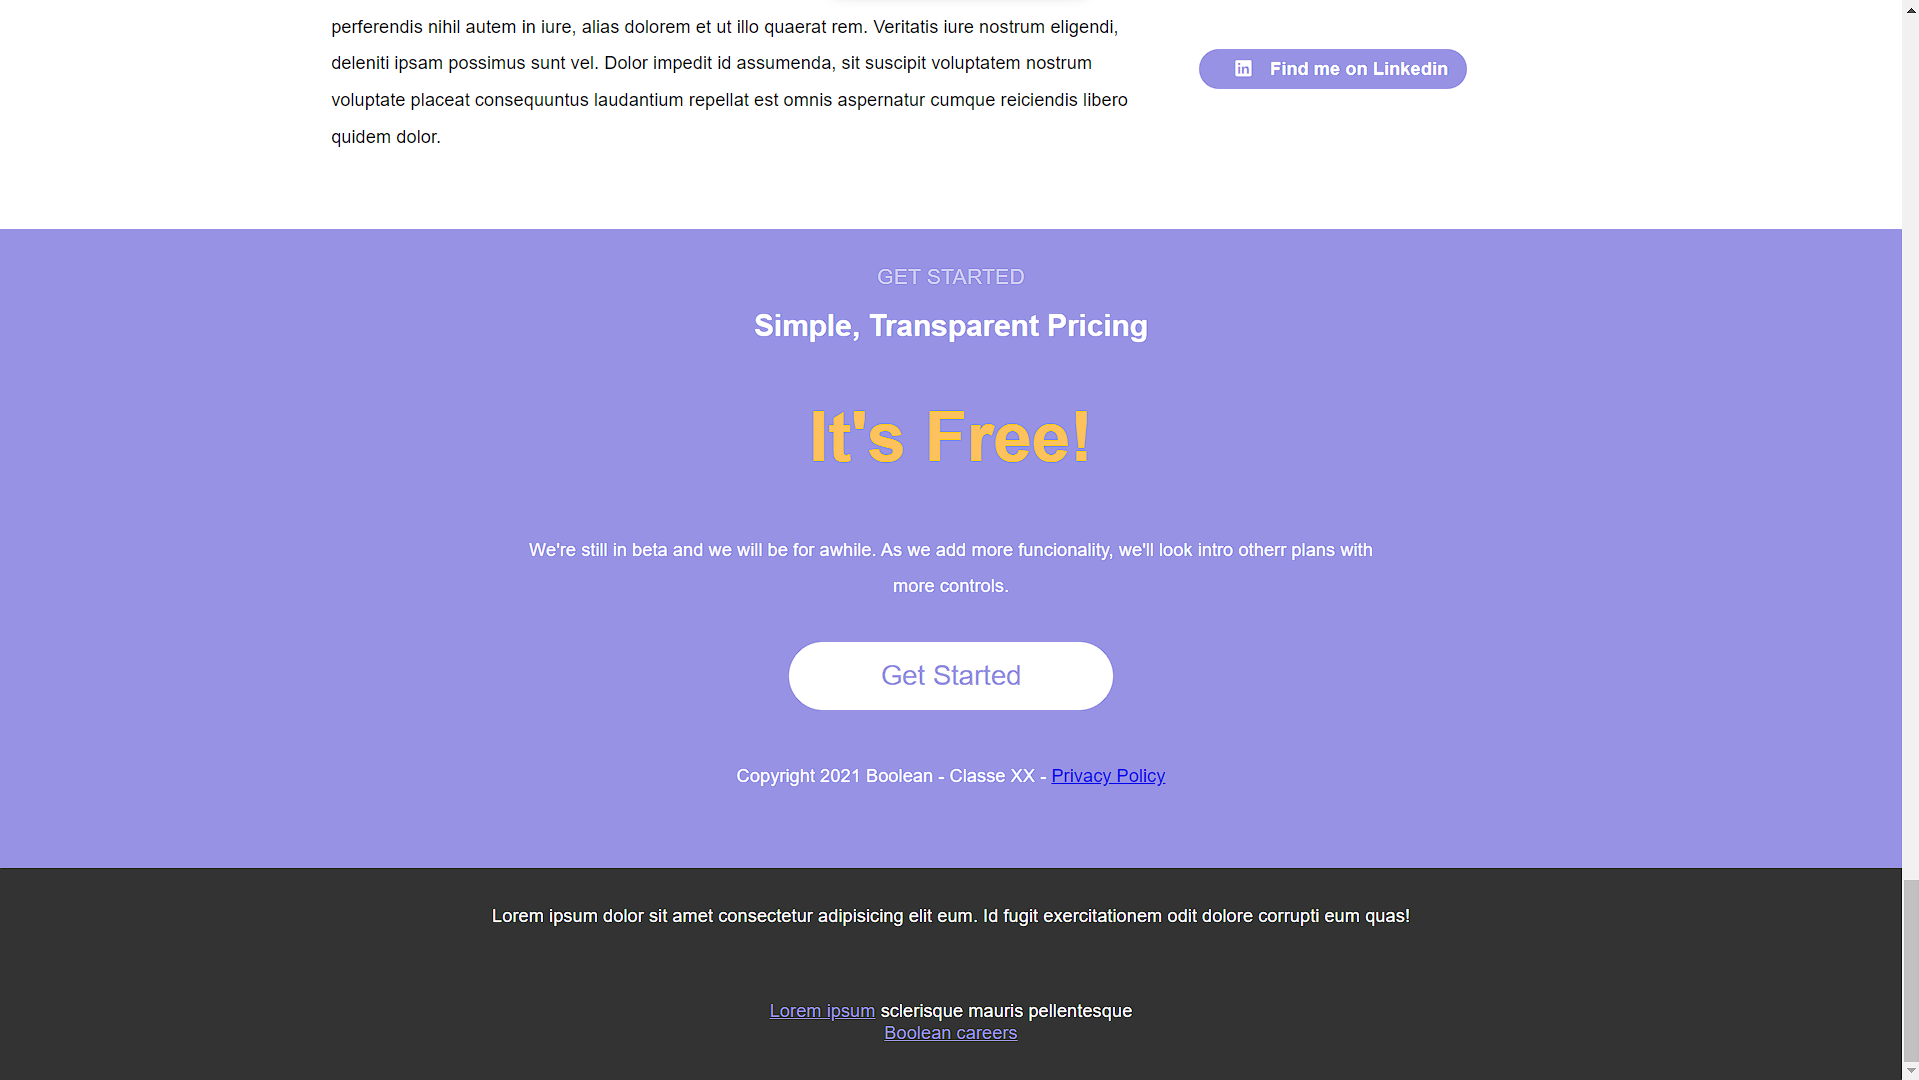 perferendis nihil autem in iure, alias dolorem et ut illo quaerat rem. Veritatis iure nostrum eligendi,
deleniti ipsam possimus sunt vel. Dolor impedit id assumenda, sit suscipit voluptatem nostrum
voluptate placeat consequuntus laudantium repellat est omnis aspernatur cumque reiciendis libero
quidem dolor.
Find me on Linkedin
GET STARTED
Simple, Transparent Pricing
It's Free!
We're still in beta and we will be for awhile. As we add more funcionality, we'll look intro otherr plans with
more controls.
Get Started
Copyright 2021 Boolean - Classe XX - Privacy Policy
Lorem ipsum dolor sit amet consectetur adipisicing elit eum. Id fugit exercitationem odit dolore corrupti eum quas!
Lorem ipsum sclerisque mauris pellentesque
Boolean careers